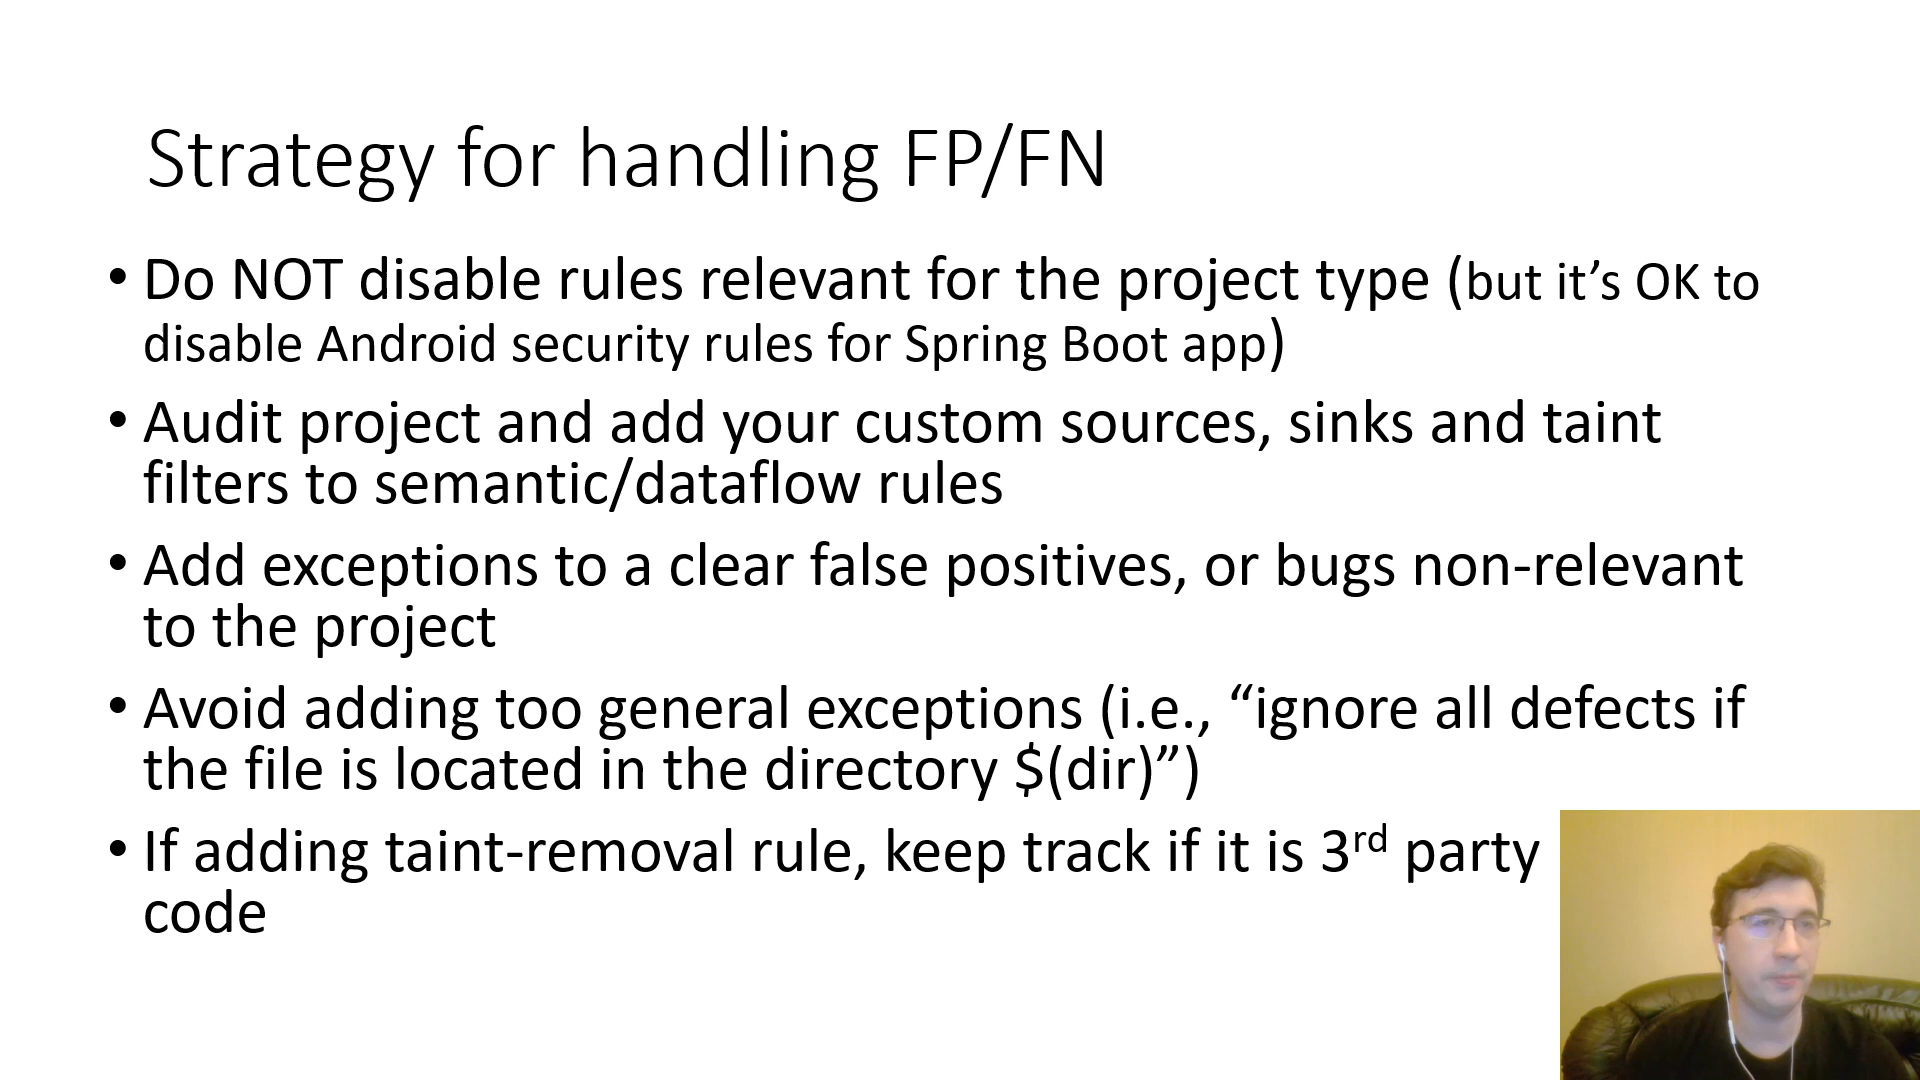 Strategy for handling FP/FN
• Do NOT disable rules relevant for the project type (but it’s OK to
disable Android security rules for Spring Boot app)
• Audit project and add your custom sources, sinks and taint
filters to semantic/dataflow rules
• Add exceptions to a clear false positives, or bugs non-relevant
to the project
• Avoid adding too general exceptions (i.e., “ignore all defects if
the file is located in the directory $(dir)”)
• If adding taint-removal rule, keep track if it is 3rd party
code